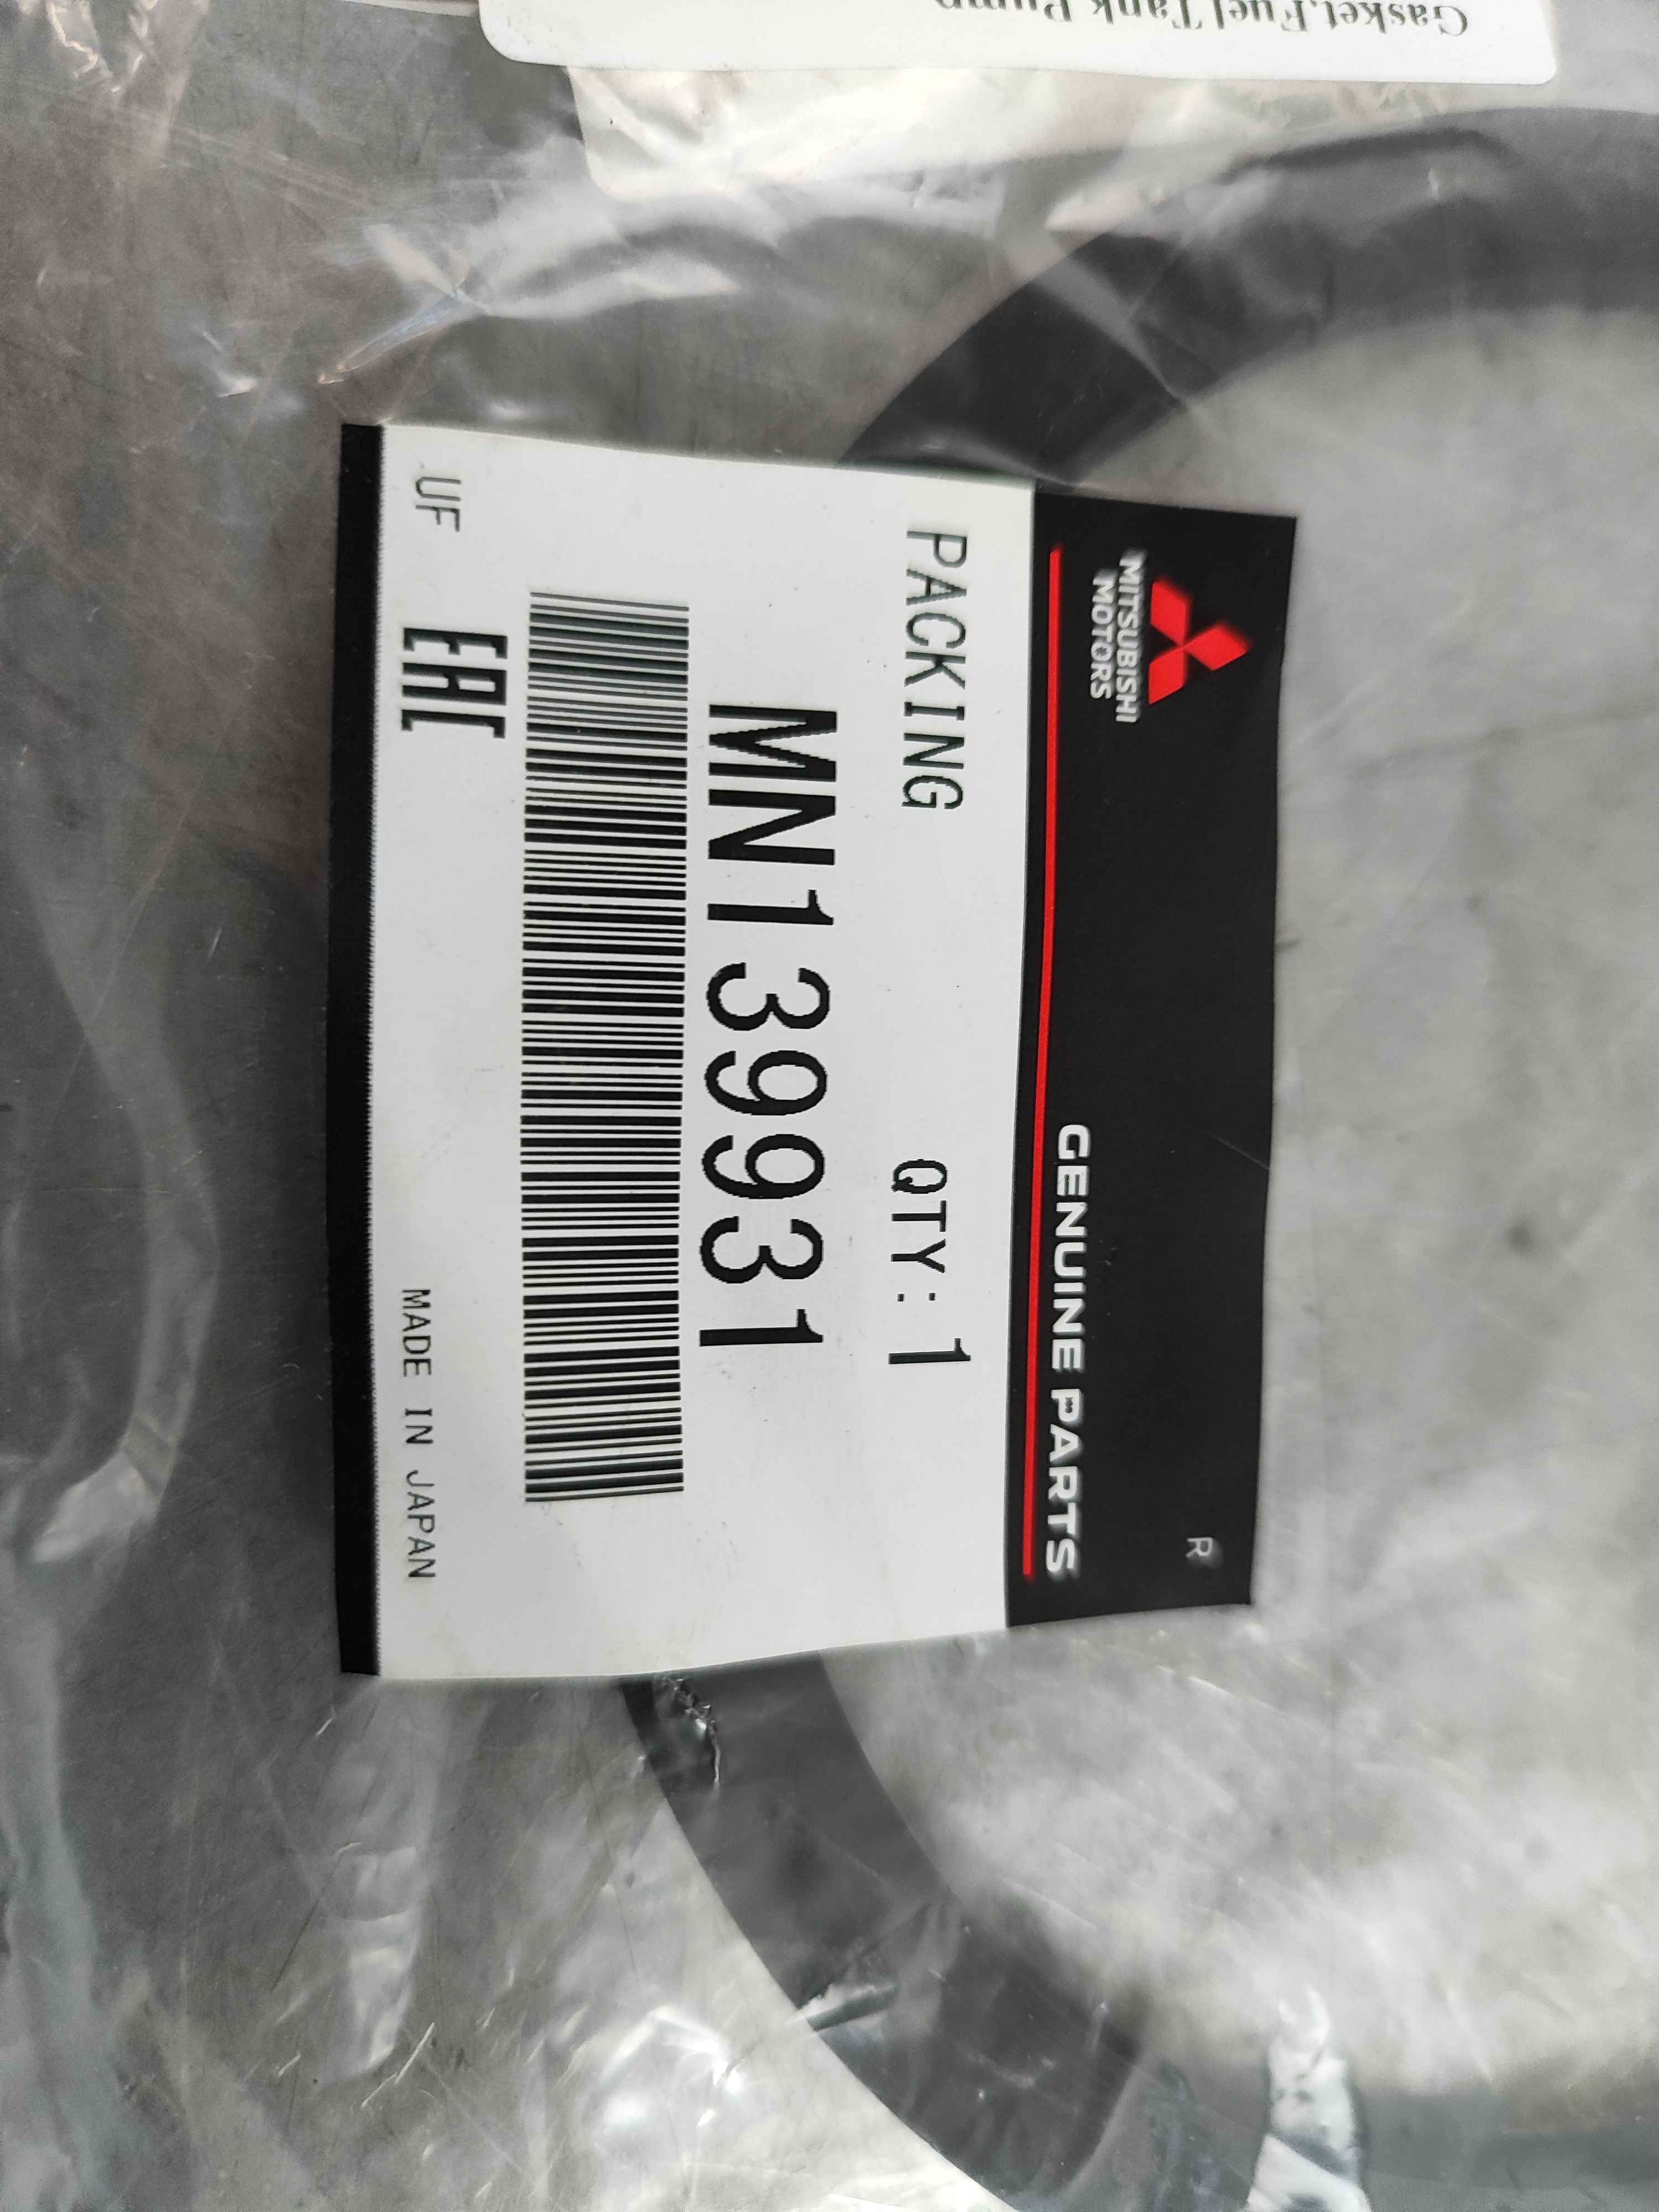 Gasket,Fuel Tank Pump
MITSUBISHI
MOTORS
R
GENUINE PARTS
PACKING QTY: 1
MN139931
UF EAC MADE IN JAPAN